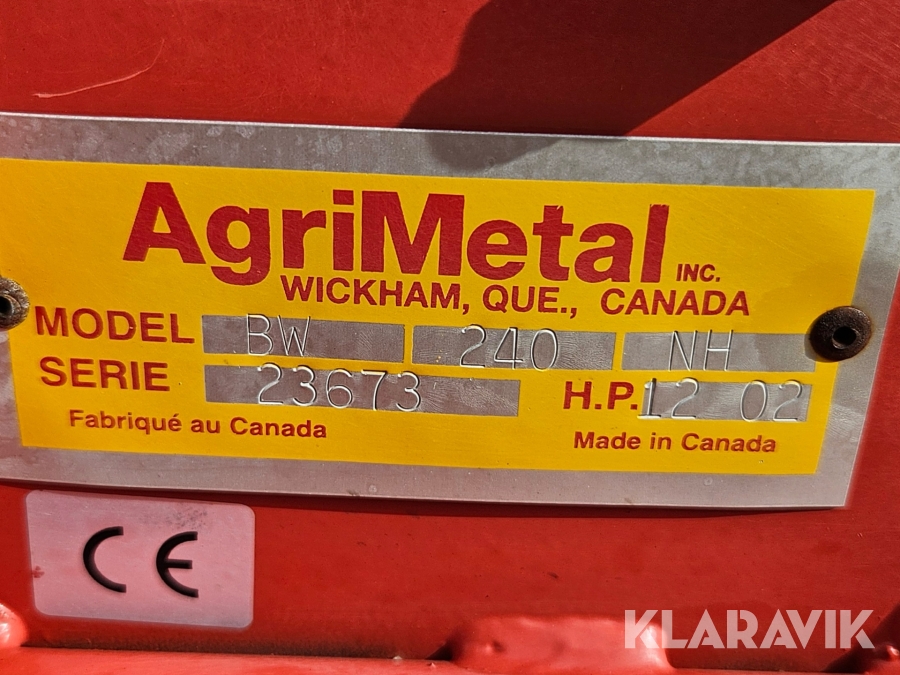 AgriMetal INC.
WICKHAM, QUE., CANADA
MODEL BW 240 NH
SERIE 23673 H.P. 12 02
Fabriqué au Canada Made in Canada
CE
KLARAVIK